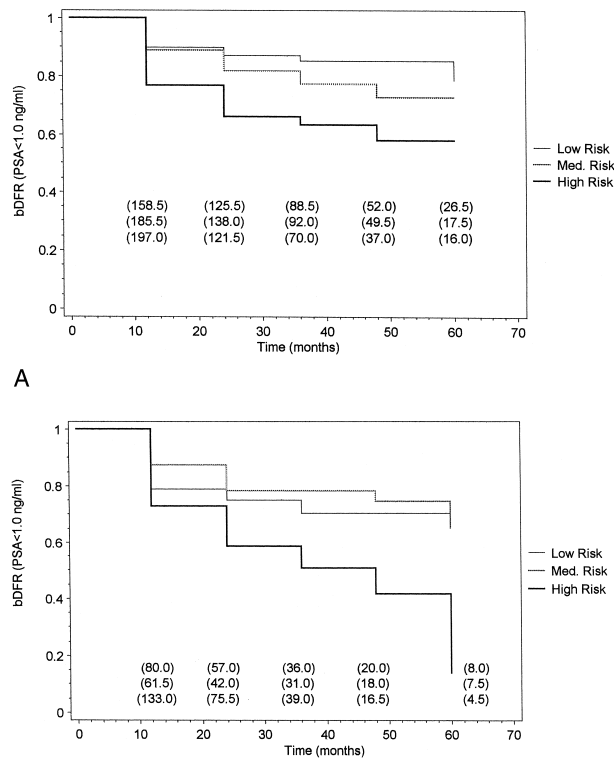 1
0.8
0.6
0.4
0.2
0
bDFR (PSA<1.0 ng/ml)
(158.5) (125.5) (88.5) (52.0) (26.5)
(185.5) (138.0) (92.0) (49.5) (17.5)
(197.0) (121.5) (70.0) (37.0) (16.0)
Low Risk
Med. Risk
High Risk
0 10 20 30 40 50 60 70
Time (months)
A
1
0.8
0.6
0.4
0.2
0
bDFR (PSA<1.0 ng/ml)
(80.0) (57.0) (36.0) (20.0) (8.0)
(61.5) (42.0) (31.0) (18.0) (7.5)
(133.0) (75.5) (39.0) (16.5) (4.5)
Low Risk
Med. Risk
High Risk
0 10 20 30 40 50 60 70
Time (months)